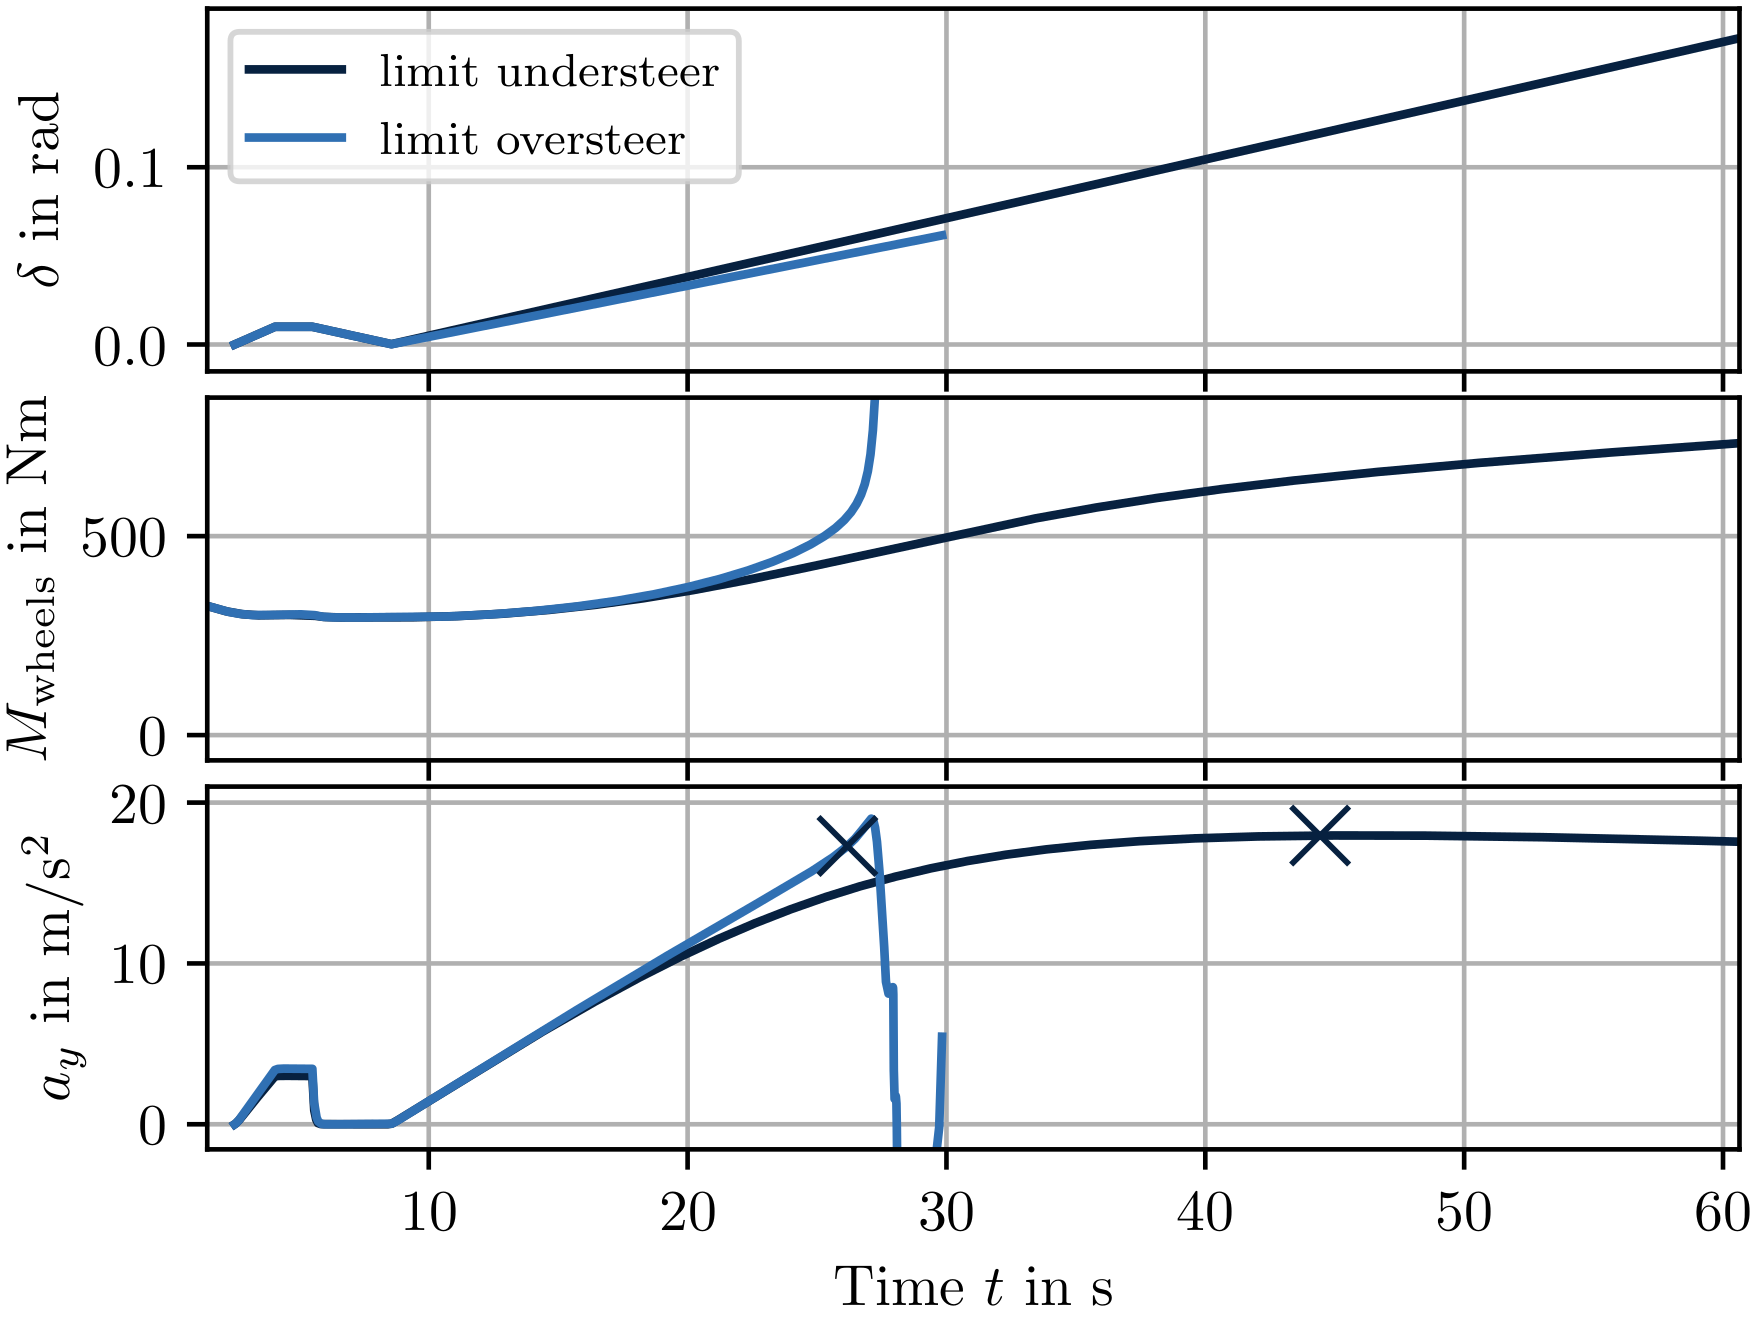 limit understeer
limit oversteer
δ in rad
0.1
0.0
M_wheels in Nm
500
0
a_y in m/s²
20
10
0
10 20 30 40 50 60
Time t in s